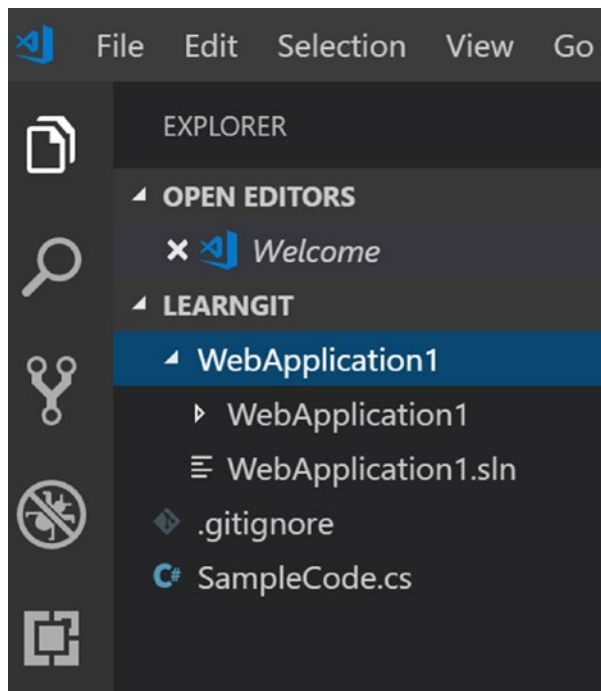 File Edit Selection View Go
EXPLORER
OPEN EDITORS
Welcome
LEARNGIT
WebApplication1
WebApplication1
WebApplication1.sln
.gitignore
C# SampleCode.cs